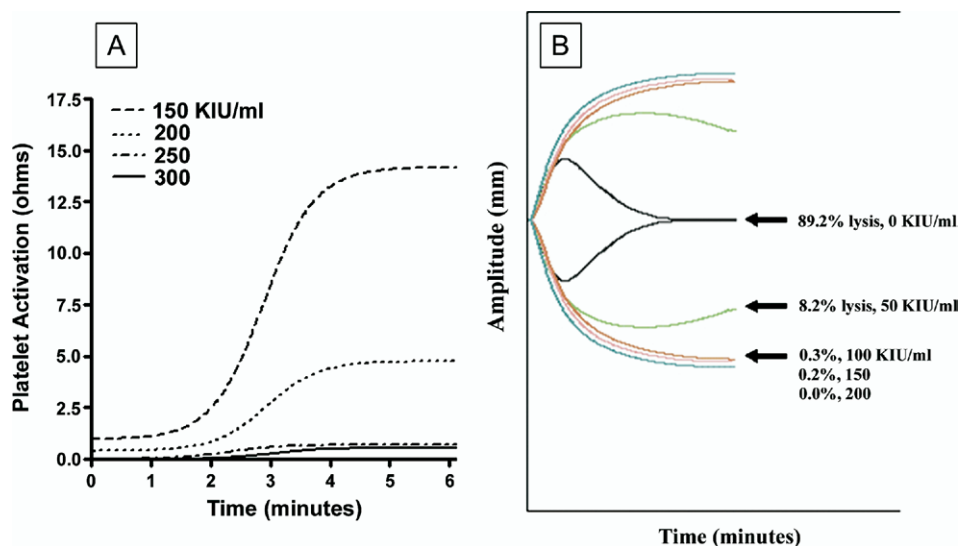 A
B
150 KIU/ml
200
250
300
Platelet Activation (ohms)
17.5
15.0
12.5
10.0
7.5
5.0
2.5
0.0
0 1 2 3 4 5 6
Time (minutes)
Amplitude (mm)
89.2% lysis, 0 KIU/ml
8.2% lysis, 50 KIU/ml
0.3%, 100 KIU/ml
0.2%, 150
0.0%, 200
Time (minutes)